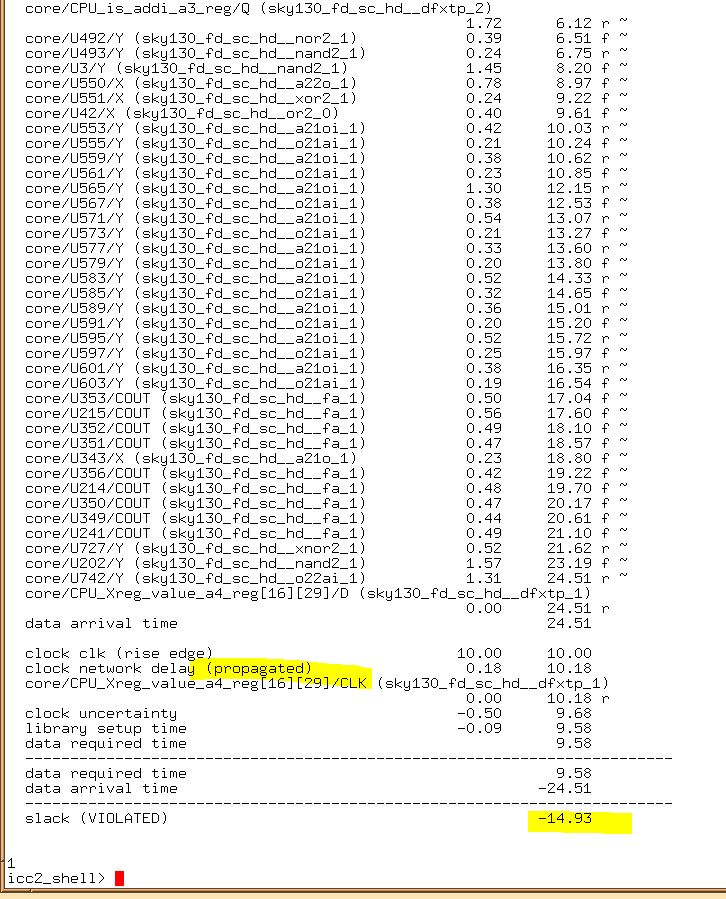 core/CPU_is_addi_a3_reg/Q (sky130_fd_sc_hd__dfxtp_2)
1.72 6.12 r ~
core/U492/Y (sky130_fd_sc_hd__nor2_1) 0.39 6.51 f ~
core/U493/Y (sky130_fd_sc_hd__nand2_1) 0.24 6.75 r ~
core/U3/Y (sky130_fd_sc_hd__nand2_1) 1.45 8.20 f ~
core/U550/X (sky130_fd_sc_hd__a22o_1) 0.78 8.97 f ~
core/U551/X (sky130_fd_sc_hd__xor2_1) 0.24 9.22 f ~
core/U42/X (sky130_fd_sc_hd__or2_0) 0.40 9.61 f ~
core/U553/Y (sky130_fd_sc_hd__a21oi_1) 0.42 10.03 r ~
core/U555/Y (sky130_fd_sc_hd__o21ai_1) 0.21 10.24 f ~
core/U559/Y (sky130_fd_sc_hd__a21oi_1) 0.38 10.62 r ~
core/U561/Y (sky130_fd_sc_hd__o21ai_1) 0.23 10.85 f ~
core/U565/Y (sky130_fd_sc_hd__a21oi_1) 1.30 12.15 r ~
core/U567/Y (sky130_fd_sc_hd__o21ai_1) 0.38 12.53 f ~
core/U571/Y (sky130_fd_sc_hd__a21oi_1) 0.54 13.07 r ~
core/U573/Y (sky130_fd_sc_hd__o21ai_1) 0.21 13.27 f ~
core/U577/Y (sky130_fd_sc_hd__a21oi_1) 0.33 13.60 r ~
core/U579/Y (sky130_fd_sc_hd__o21ai_1) 0.20 13.80 f ~
core/U583/Y (sky130_fd_sc_hd__a21oi_1) 0.52 14.33 r ~
core/U585/Y (sky130_fd_sc_hd__o21ai_1) 0.32 14.65 f ~
core/U589/Y (sky130_fd_sc_hd__a21oi_1) 0.36 15.01 r ~
core/U591/Y (sky130_fd_sc_hd__o21ai_1) 0.20 15.20 f ~
core/U595/Y (sky130_fd_sc_hd__a21oi_1) 0.52 15.72 r ~
core/U597/Y (sky130_fd_sc_hd__o21ai_1) 0.25 15.97 f ~
core/U601/Y (sky130_fd_sc_hd__a21oi_1) 0.38 16.35 r ~
core/U603/Y (sky130_fd_sc_hd__o21ai_1) 0.19 16.54 f ~
core/U353/COUT (sky130_fd_sc_hd__fa_1) 0.50 17.04 f ~
core/U215/COUT (sky130_fd_sc_hd__fa_1) 0.56 17.60 f ~
core/U352/COUT (sky130_fd_sc_hd__fa_1) 0.49 18.10 f ~
core/U351/COUT (sky130_fd_sc_hd__fa_1) 0.47 18.57 f ~
core/U343/X (sky130_fd_sc_hd__a21o_1) 0.23 18.80 f ~
core/U356/COUT (sky130_fd_sc_hd__fa_1) 0.42 19.22 f ~
core/U214/COUT (sky130_fd_sc_hd__fa_1) 0.48 19.70 f ~
core/U350/COUT (sky130_fd_sc_hd__fa_1) 0.47 20.17 f ~
core/U349/COUT (sky130_fd_sc_hd__fa_1) 0.44 20.61 f ~
core/U241/COUT (sky130_fd_sc_hd__fa_1) 0.49 21.10 f ~
core/U727/Y (sky130_fd_sc_hd__xnor2_1) 0.52 21.62 r ~
core/U202/Y (sky130_fd_sc_hd__nand2_1) 1.57 23.19 f ~
core/U742/Y (sky130_fd_sc_hd__o22ai_1) 1.31 24.51 r ~
core/CPU_Xreg_value_a4_reg[16][29]/D (sky130_fd_sc_hd__dfxtp_1)
0.00 24.51 r
data arrival time 24.51
clock clk (rise edge) 10.00 10.00
clock network delay (propagated) 0.18 10.18
core/CPU_Xreg_value_a4_reg[16][29]/CLK (sky130_fd_sc_hd__dfxtp_1)
0.00 10.18 r
clock uncertainty -0.50 9.68
library setup time -0.09 9.58
data required time 9.58
---------------------------------------------------------------
data required time 9.58
data arrival time -24.51
---------------------------------------------------------------
slack (VIOLATED) -14.93
1
icc2_shell>